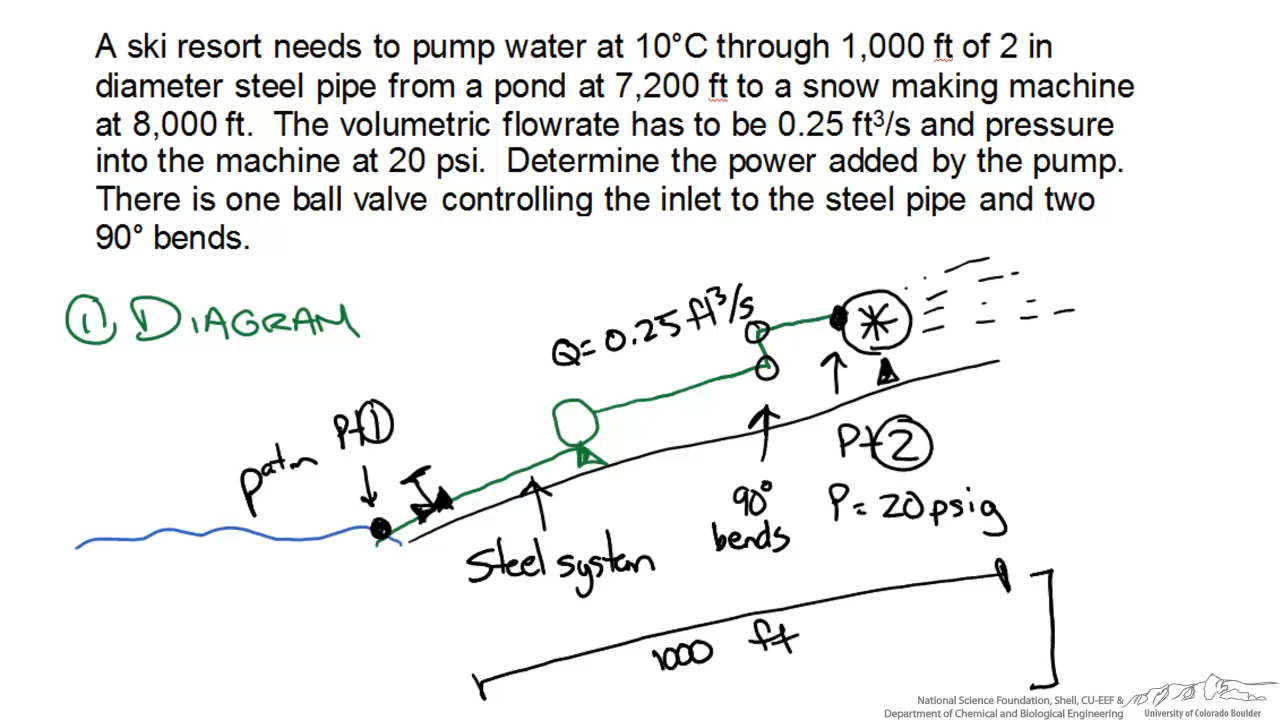 A ski resort needs to pump water at 10°C through 1,000 ft of 2 in
diameter steel pipe from a pond at 7,200 ft to a snow making machine
at 8,000 ft. The volumetric flowrate has to be 0.25 ft³/s and pressure
into the machine at 20 psi. Determine the power added by the pump.
There is one ball valve controlling the inlet to the steel pipe and two
90° bends.
①, DIAGRAM
Q= 0.25 ft³/s
Pt ①
Patm
Pt ②
90°
bends
P= 20psig
Steel system
1000 ft
National Science Foundation, Shell, CU-EEF &
Department of Chemical and Biological Engineering
University of Colorado Boulder